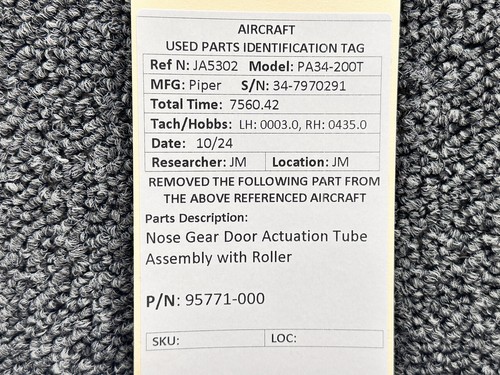 AIRCRAFT
USED PARTS IDENTIFICATION TAG
Ref N: JA5302 Model: PA34-200T
MFG: Piper S/N: 34-7970291
Total Time: 7560.42
Tach/Hobbs: LH: 0003.0, RH: 0435.0
Date: 10/24
Researcher: JM Location: JM
REMOVED THE FOLLOWING PART FROM
THE ABOVE REFERENCED AIRCRAFT
Parts Description:
Nose Gear Door Actuation Tube
Assembly with Roller
P/N: 95771-000
SKU: LOC: